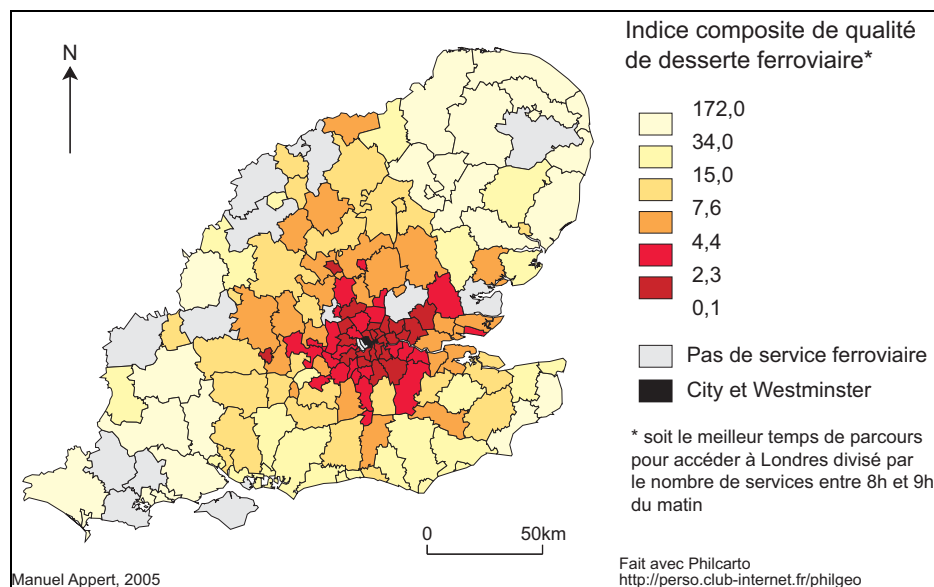 Indice composite de qualité
de desserte ferroviaire*
N
172,0
34,0
15,0
7,6
4,4
2,3
0,1
Pas de service ferroviaire
City et Westminster
* soit le meilleur temps de parcours
pour accéder à Londres divisé par
le nombre de services entre 8h et 9h
du matin
0 50km
Manuel Appert, 2005
Fait avec Philcarto
http://perso.club-internet.fr/philgeo